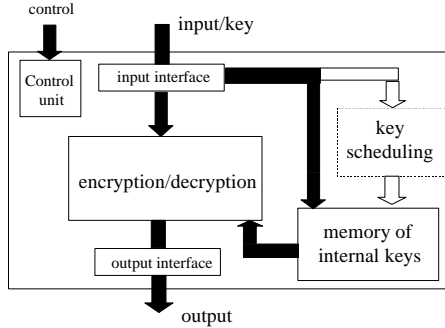 control
input/key
Control
unit
input interface
key
scheduling
encryption/decryption
memory of
internal keys
output interface
output